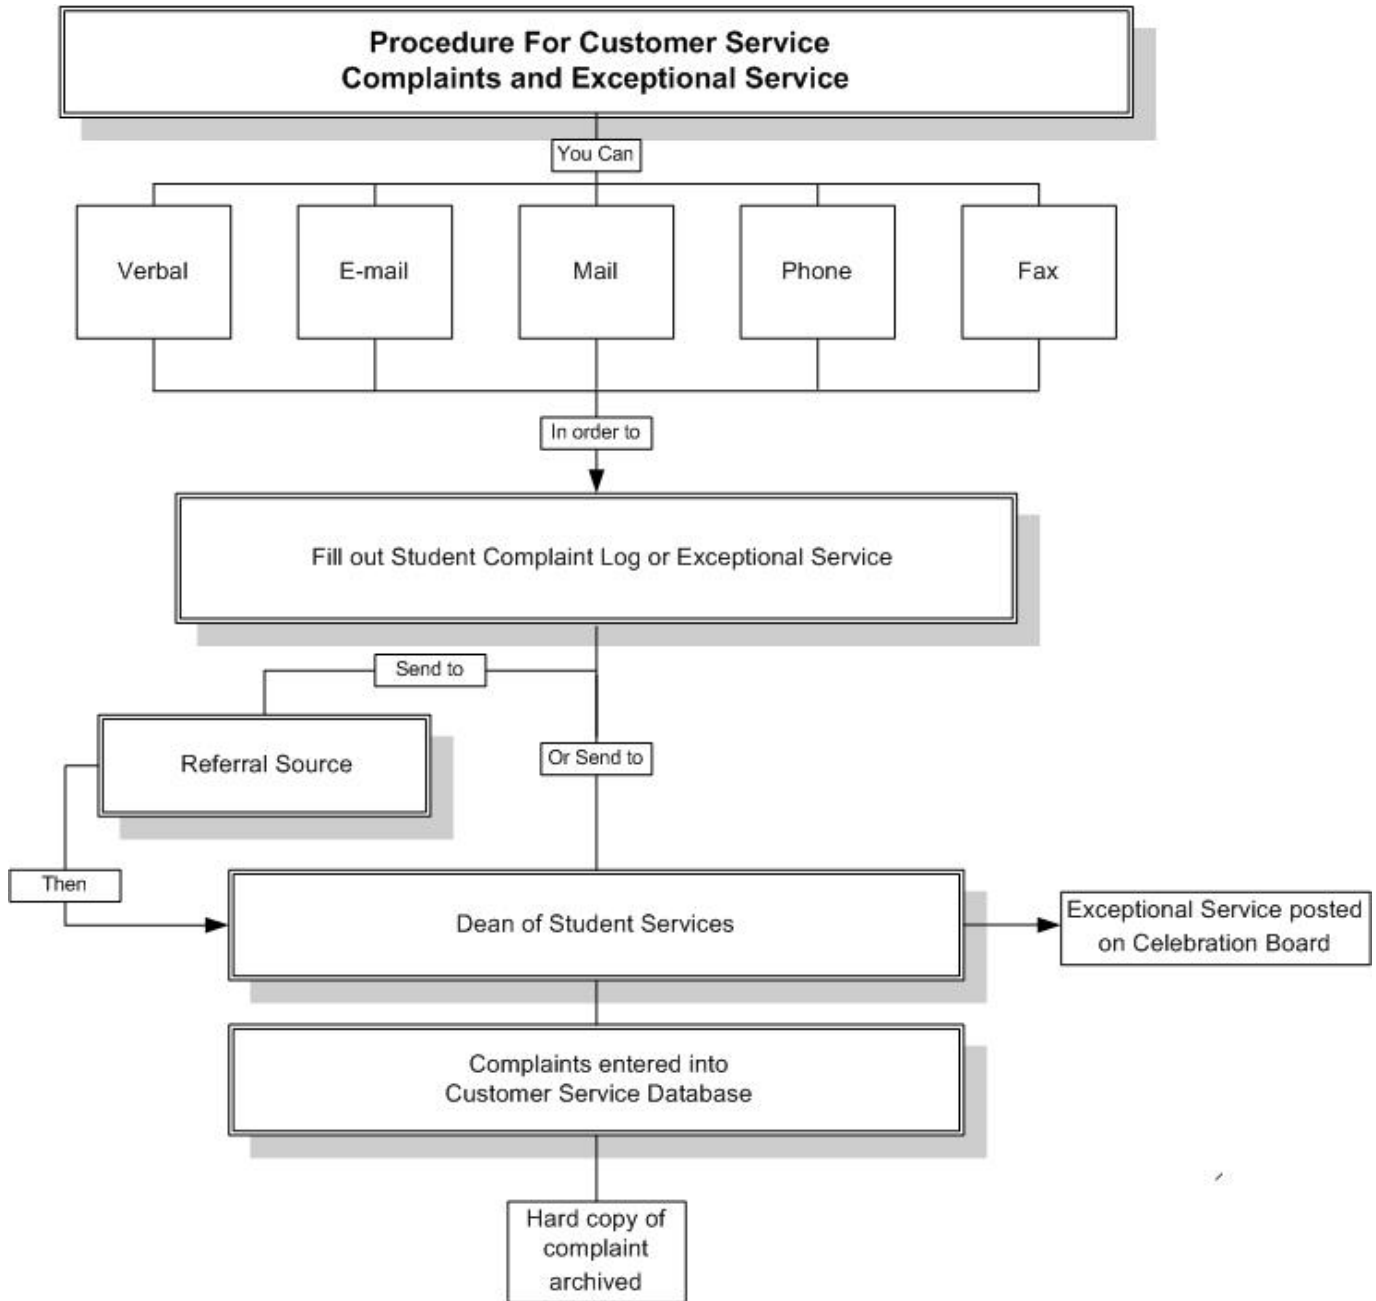 Procedure For Customer Service
Complaints and Exceptional Service
You Can
Verbal
E-mail
Mail
Phone
Fax
In order to
Fill out Student Complaint Log or Exceptional Service
Send to
Referral Source
Or Send to
Then
Dean of Student Services
Exceptional Service posted
on Celebration Board
Complaints entered into
Customer Service Database
Hard copy of
complaint
archived